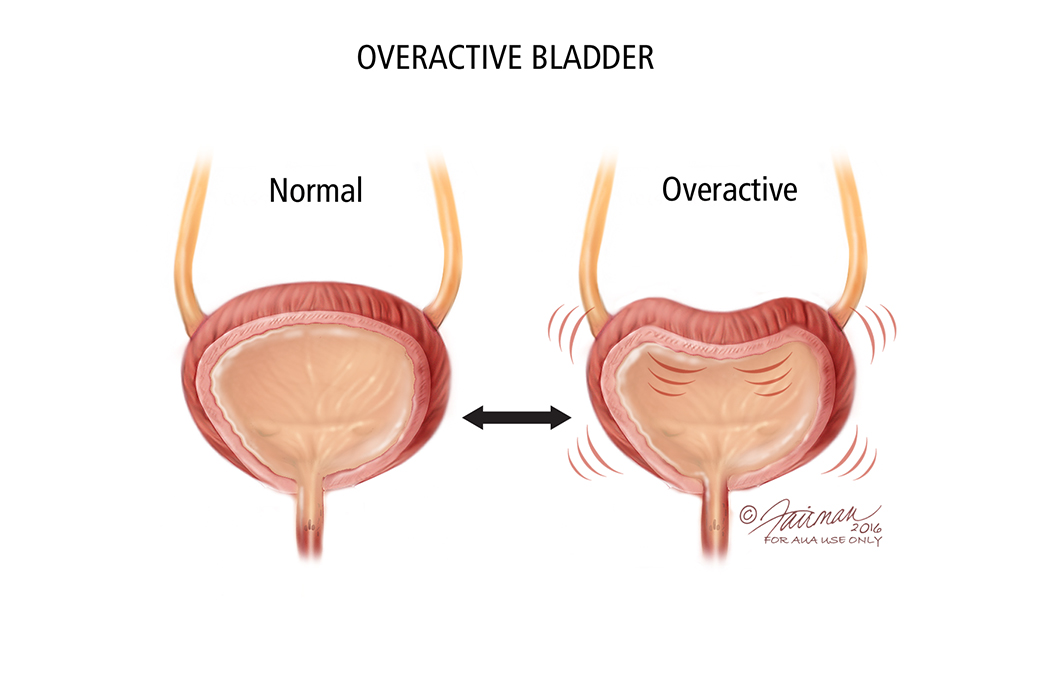 OVERACTIVE BLADDER
Normal
Overactive
© Fairman
2016
FOR AUA USE ONLY